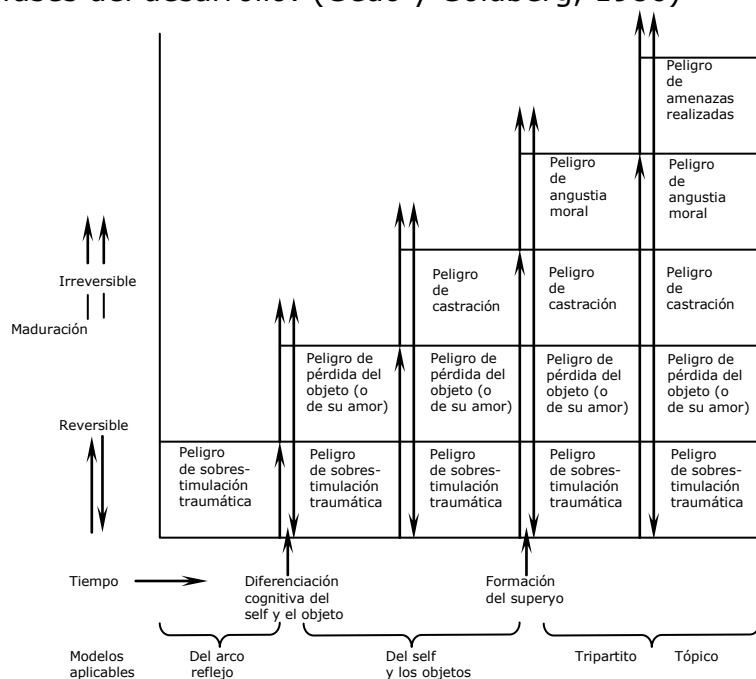 fases del desarrollo. (Gedo y Goldberg,
Peligro
de
amenazas
realizadas
Peligro
de
angustia
moral
Peligro
de
angustia
moral
Irreversible
Maduración
Peligro
de
castración
Peligro
de
castración
Peligro
de
castración
Reversible
Peligro de
pérdida del
objeto (o
de su amor)
Peligro de
pérdida del
objeto (o
de su amor)
Peligro de
pérdida del
objeto (o
de su amor)
Peligro de
pérdida del
objeto (o
de su amor)
Peligro
de sobres-
timulación
traumática
Peligro
de sobres-
timulación
traumática
Peligro
de sobres-
timulación
traumática
Peligro
de sobres-
timulación
traumática
Peligro
de sobres-
timulación
traumática
Tiempo
Diferenciación
cognitiva del
self y el objeto
Formación
del superyo
Modelos
aplicables
Del arco
reflejo
Del self
y los objetos
Tripartito
Tópico